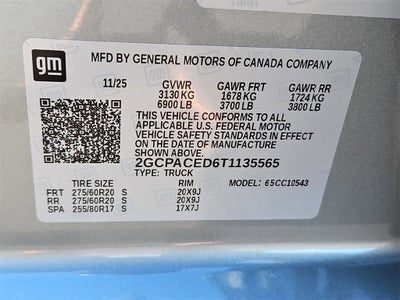 gm
MFD BY GENERAL MOTORS OF CANADA COMPANY
11/25 GVWR GAWR FRT GAWR RR
3130 KG 1678 KG 1724 KG
6900 LB 3700 LB 3800 LB
THIS VEHICLE CONFORMS TO ALL
APPLICABLE U.S. FEDERAL MOTOR
VEHICLE SAFETY STANDARDS IN EFFECT
ON THE DATE OF MANUFACTURE SHOWN
ABOVE.
2GCPACED6T1135565
TYPE: TRUCK
TIRE SIZE RIM MODEL: 65CC10543
FRT 275/60R20 S 20X9J
RR 275/60R20 S 20X9J
SPA 255/80R17 S 17X7J